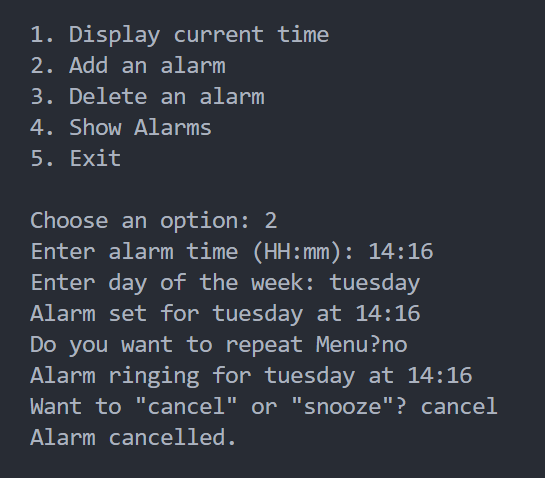 1. Display current time
2. Add an alarm
3. Delete an alarm
4. Show Alarms
5. Exit
Choose an option: 2
Enter alarm time (HH:mm): 14:16
Enter day of the week: tuesday
Alarm set for tuesday at 14:16
Do you want to repeat Menu?no
Alarm ringing for tuesday at 14:16
Want to "cancel" or "snooze"? cancel
Alarm cancelled.